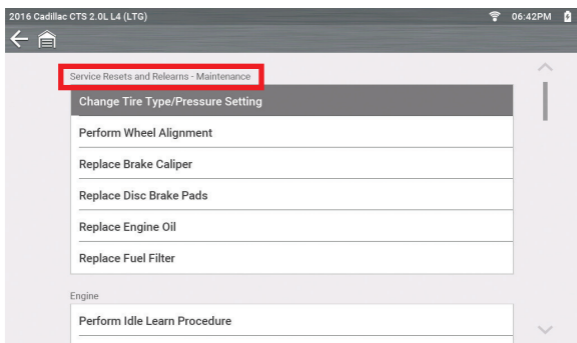 2016 Cadillac CTS 2.0L L4 (LTG)
06:42PM
Service Resets and Relearns - Maintenance
Change Tire Type/Pressure Setting
Perform Wheel Alignment
Replace Brake Caliper
Replace Disc Brake Pads
Replace Engine Oil
Replace Fuel Filter
Engine
Perform Idle Learn Procedure